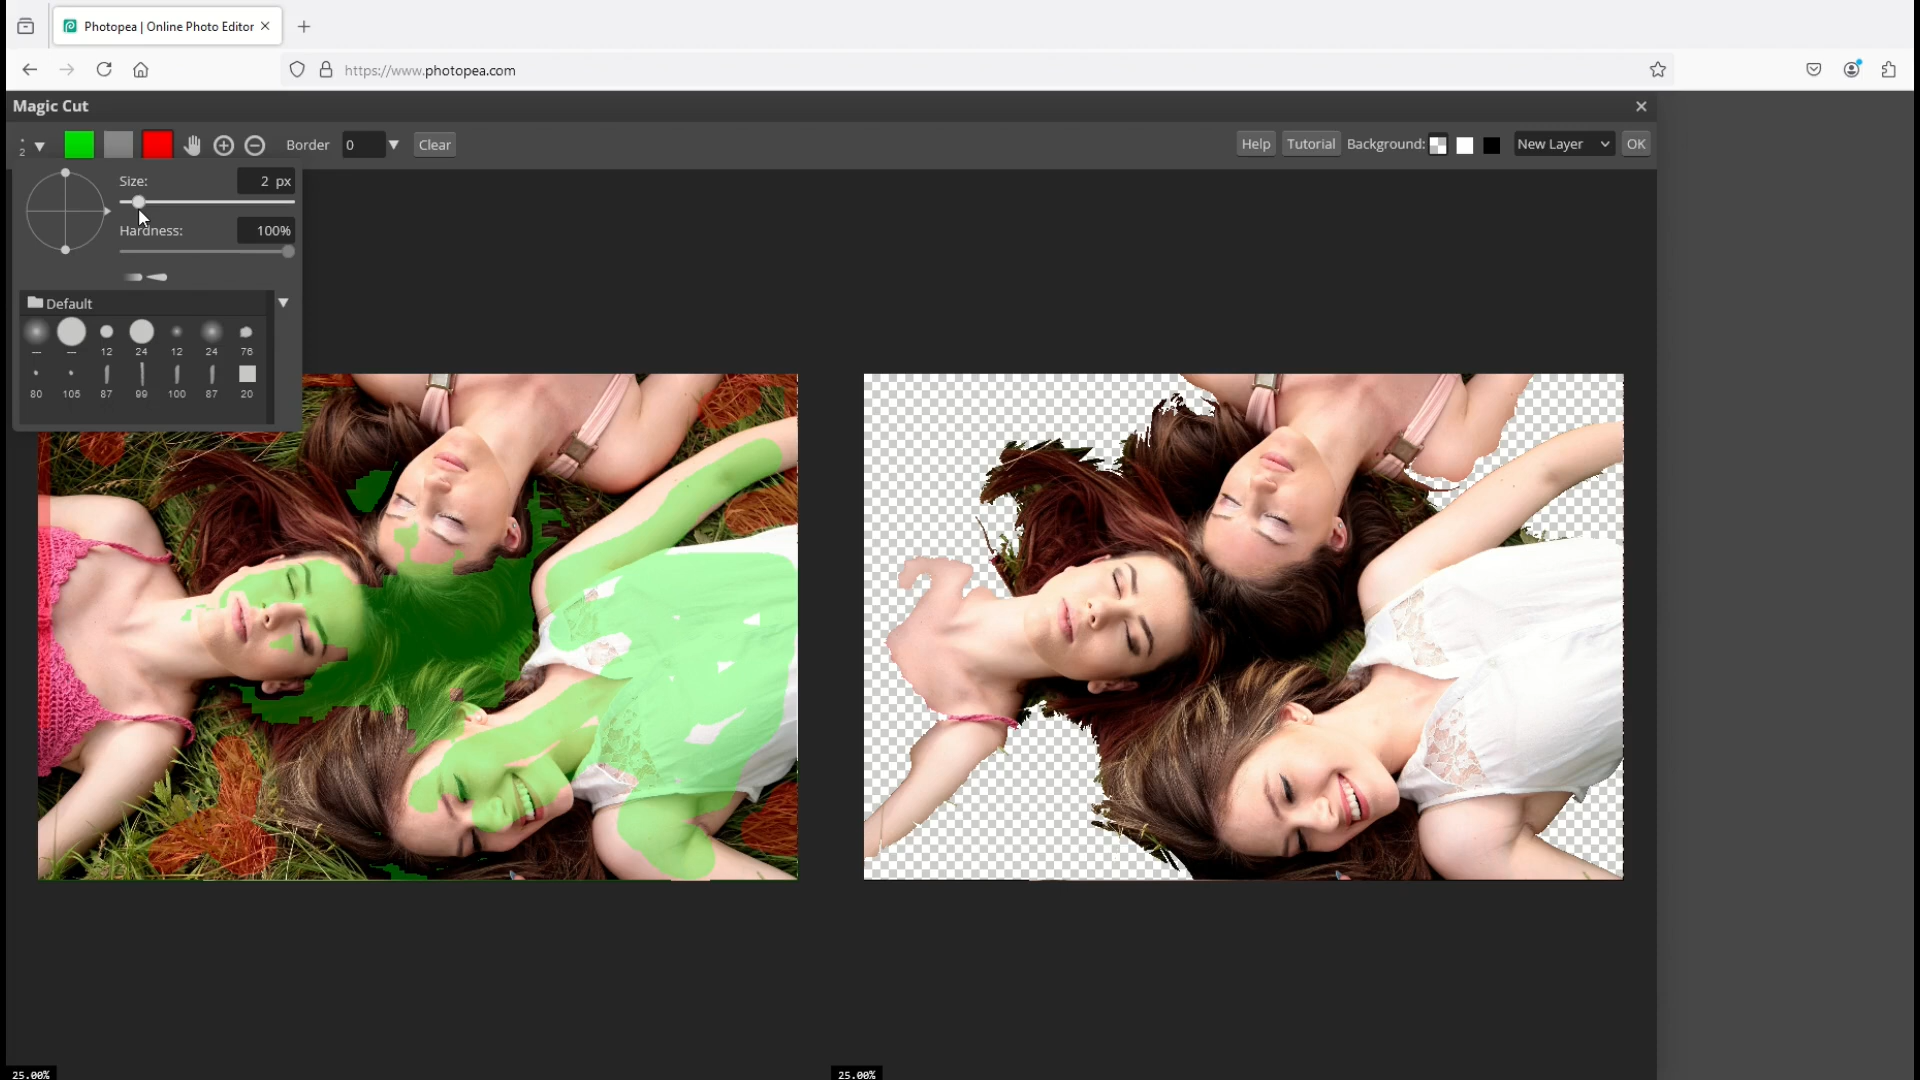 Photopea | Online Photo Editor
https://www.photopea.com
Magic Cut
2
Border 0 Clear
Help Tutorial Background: New Layer OK
Size: 2 px
Hardness: 100%
Default
--- --- 12 24 12 24 76
80 105 87 99 100 87 20
25.00% 25.00%